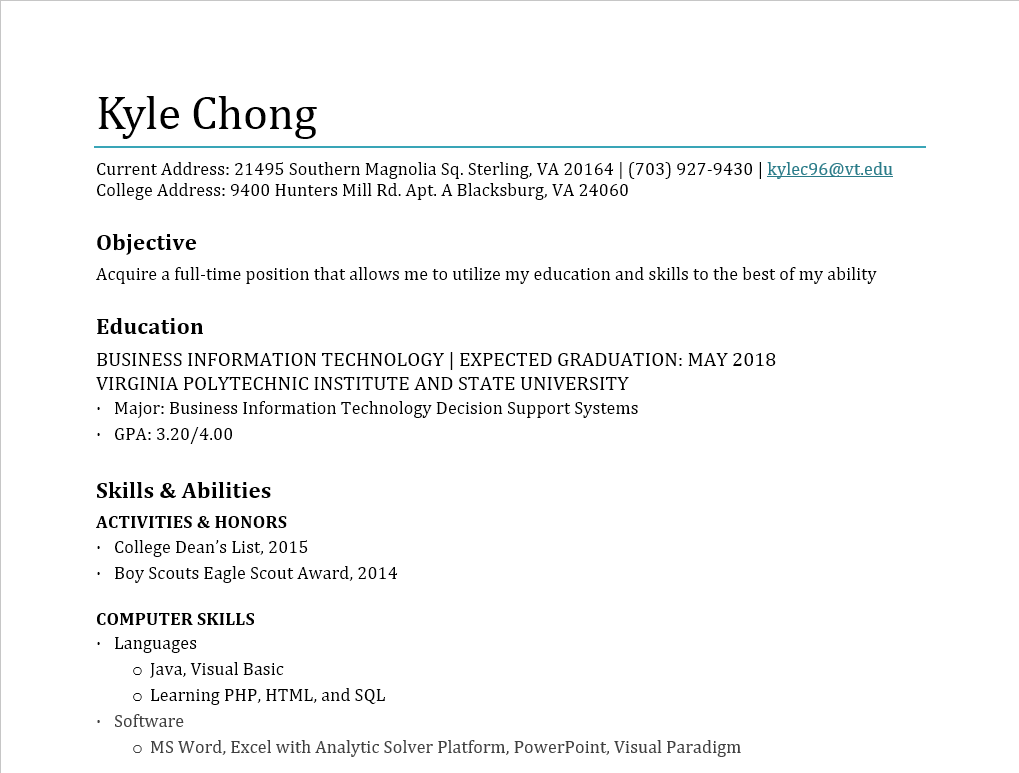 Kyle Chong
Current Address: 21495 Southern Magnolia Sq. Sterling, VA 20164 | (703) 927-9430 | kylec96@vt.edu
College Address: 9400 Hunters Mill Rd. Apt. A Blacksburg, VA 24060
Objective
Acquire a full-time position that allows me to utilize my education and skills to the best of my ability
Education
BUSINESS INFORMATION TECHNOLOGY | EXPECTED GRADUATION: MAY 2018
VIRGINIA POLYTECHNIC INSTITUTE AND STATE UNIVERSITY
· Major: Business Information Technology Decision Support Systems
· GPA: 3.20/4.00
Skills & Abilities
ACTIVITIES & HONORS
· College Dean’s List, 2015
· Boy Scouts Eagle Scout Award, 2014
COMPUTER SKILLS
· Languages
o Java, Visual Basic
o Learning PHP, HTML, and SQL
· Software
o MS Word, Excel with Analytic Solver Platform, PowerPoint, Visual Paradigm